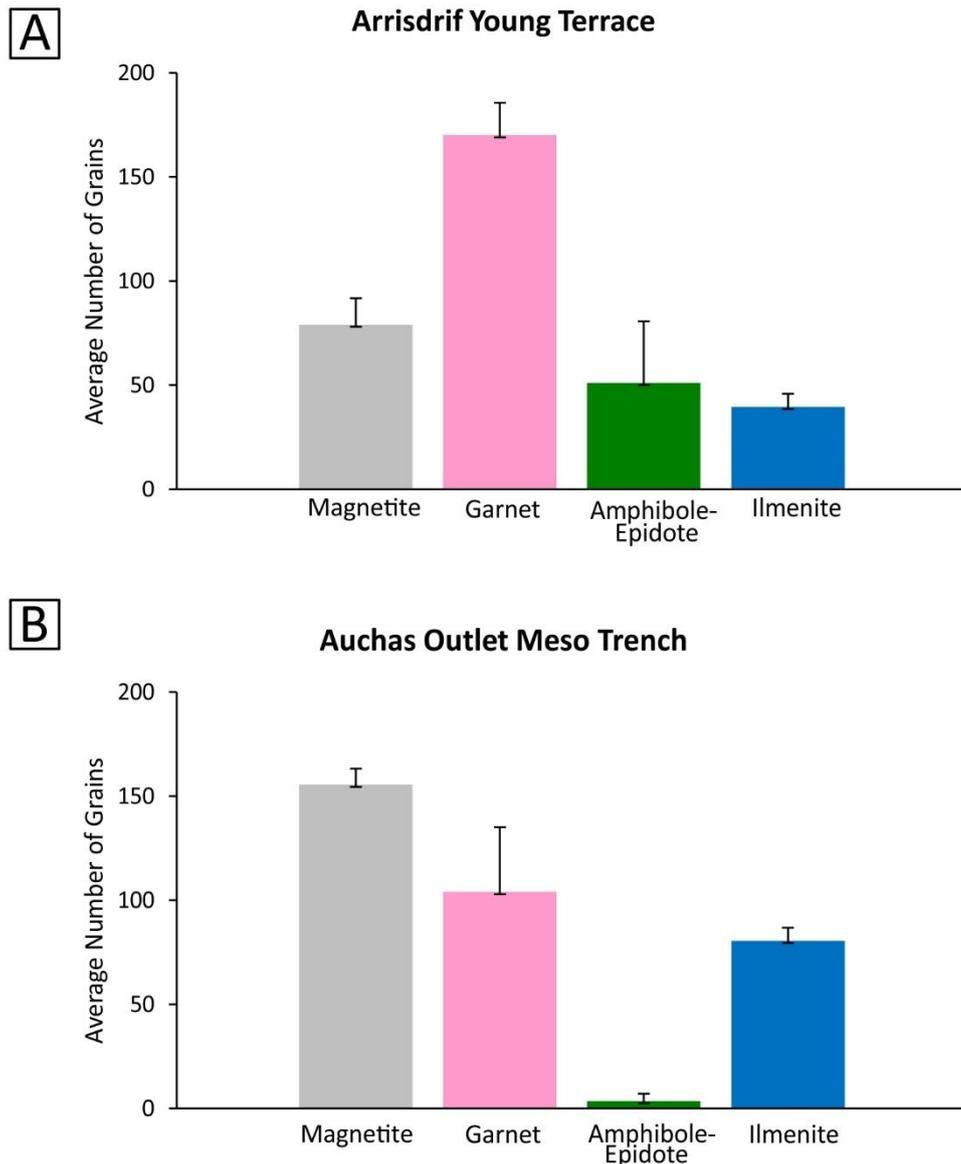 A
Arrisdrif Young Terrace
200
150
100
50
0
Average Number of Grains
Magnetite
Garnet
Amphibole-
Epidote
Ilmenite
B
Auchas Outlet Meso Trench
200
150
100
50
0
Average Number of Grains
Magnetite
Garnet
Amphibole-
Epidote
Ilmenite